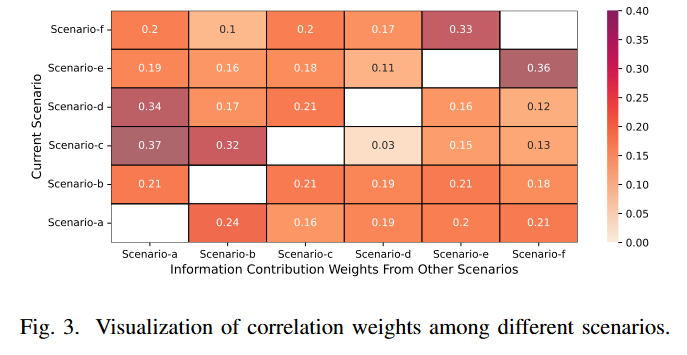 Current Scenario
Scenario-f 0.2 0.1 0.2 0.17 0.33
Scenario-e 0.19 0.16 0.18 0.11 0.36
Scenario-d 0.34 0.17 0.21 0.16 0.12
Scenario-c 0.37 0.32 0.03 0.15 0.13
Scenario-b 0.21 0.21 0.19 0.21 0.18
Scenario-a 0.24 0.16 0.19 0.2 0.21
Scenario-a Scenario-b Scenario-c Scenario-d Scenario-e Scenario-f
Information Contribution Weights From Other Scenarios
0.40
0.35
0.30
0.25
0.20
0.15
0.10
0.05
0.00
Fig. 3. Visualization of correlation weights among different scenarios.